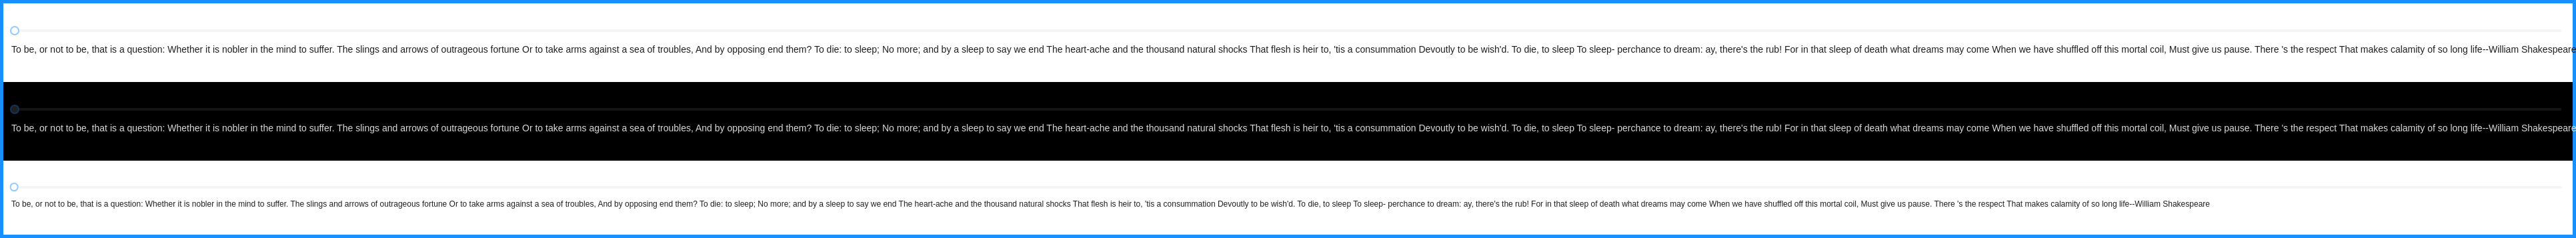 To be, or not to be, that is a question: Whether it is nobler in the mind to suffer. The slings and arrows of outrageous fortune Or to take arms against a sea of troubles, And by opposing end them? To die: to sleep; No more; and by a sleep to say we end The heart-ache and the thousand natural shocks That flesh is heir to, 'tis a consummation Devoutly to be wish'd. To die, to sleep To sleep- perchance to dream: ay, there's the rub! For in that sleep of death what dreams may come When we have shuffled off this mortal coil, Must give us pause. There 's the respect That makes calamity of so long life--William Shakespeare
To be, or not to be, that is a question: Whether it is nobler in the mind to suffer. The slings and arrows of outrageous fortune Or to take arms against a sea of troubles, And by opposing end them? To die: to sleep; No more; and by a sleep to say we end The heart-ache and the thousand natural shocks That flesh is heir to, 'tis a consummation Devoutly to be wish'd. To die, to sleep To sleep- perchance to dream: ay, there's the rub! For in that sleep of death what dreams may come When we have shuffled off this mortal coil, Must give us pause. There 's the respect That makes calamity of so long life--William Shakespeare
To be, or not to be, that is a question: Whether it is nobler in the mind to suffer. The slings and arrows of outrageous fortune Or to take arms against a sea of troubles, And by opposing end them? To die: to sleep; No more; and by a sleep to say we end The heart-ache and the thousand natural shocks That flesh is heir to, 'tis a consummation Devoutly to be wish'd. To die, to sleep To sleep- perchance to dream: ay, there's the rub! For in that sleep of death what dreams may come When we have shuffled off this mortal coil, Must give us pause. There 's the respect That makes calamity of so long life--William Shakespeare